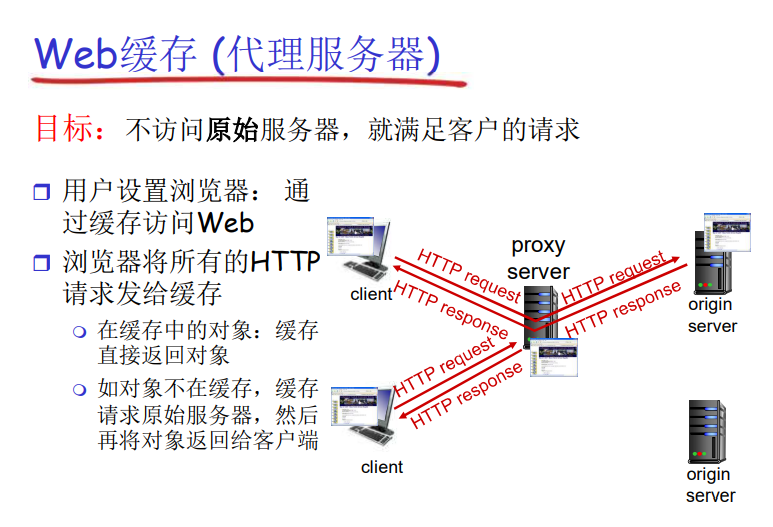 Web缓存 (代理服务器)
目标：不访问原始服务器，就满足客户的请求
用户设置浏览器： 通
过缓存访问Web
浏览器将所有的HTTP
请求发给缓存
在缓存中的对象：缓存
直接返回对象
如对象不在缓存，缓存
请求原始服务器，然后
再将对象返回给客户端
client
HTTP request
HTTP response
proxy
server
HTTP request
HTTP response
origin
server
HTTP request
HTTP response
client
origin
server